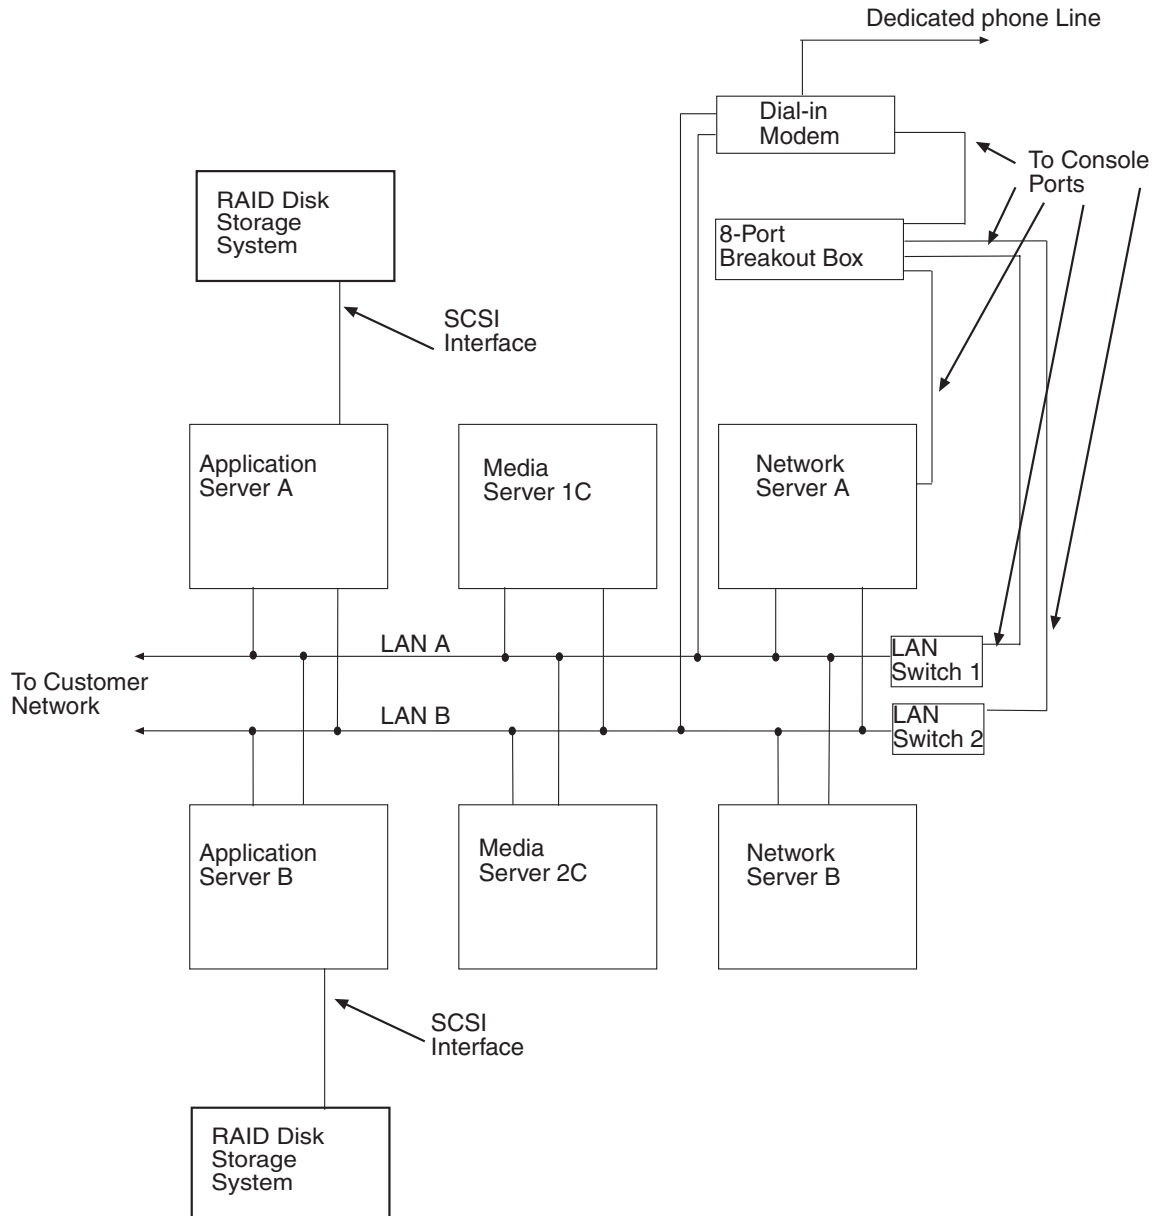 Dedicated phone Line
Dial-in
Modem
To Console
Ports
RAID Disk
Storage
System
8-Port
Breakout Box
SCSI
Interface
Application
Server A
Media
Server 1C
Network
Server A
LAN A
LAN
Switch 1
To Customer
Network
LAN B
LAN
Switch 2
Application
Server B
Media
Server 2C
Network
Server B
SCSI
Interface
RAID Disk
Storage
System